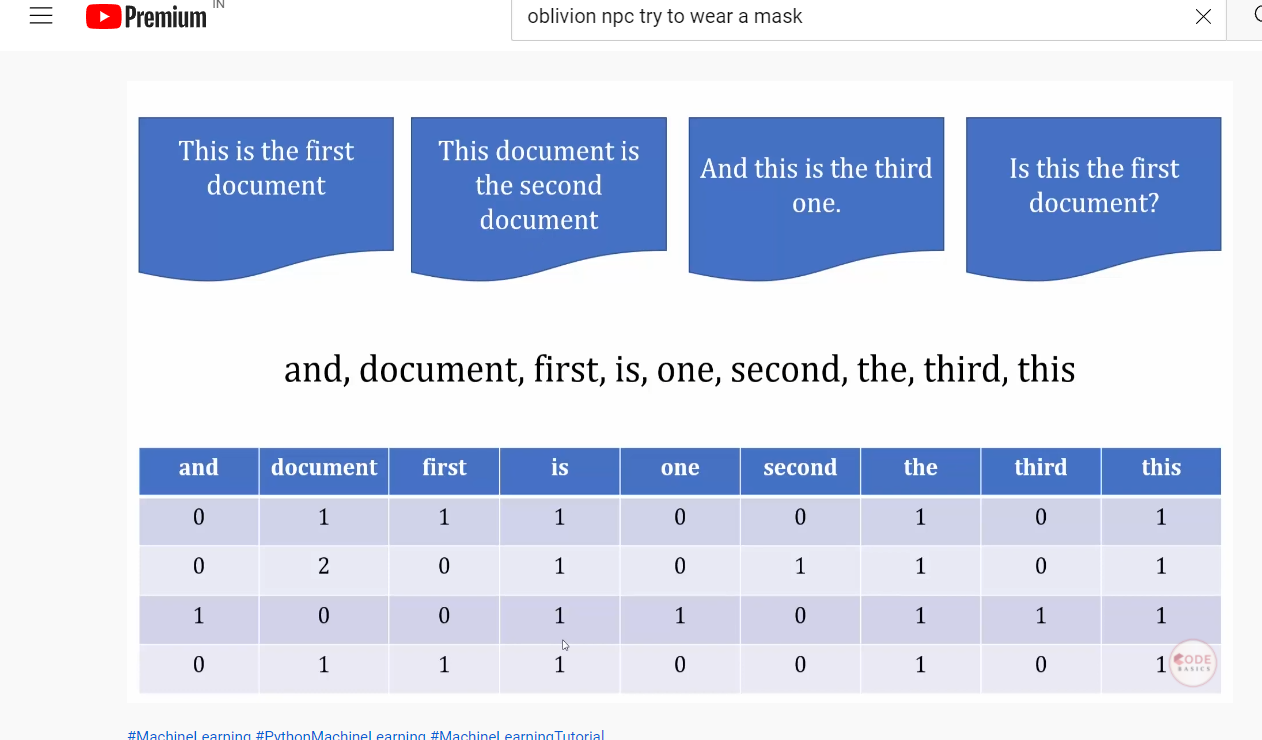 IN
Premium
oblivion npc try to wear a mask
This is the first
document
This document is
the second
document
And this is the third
one.
Is this the first
document?
and, document, first, is, one, second, the, third, this
and document first is one second the third this
0 1 1 1 0 0 1 0 1
0 2 0 1 0 1 1 0 1
1 0 0 1 1 0 1 1 1
0 1 1 1 0 0 1 0 1
CODE
BASICS
#MachineLearning #PythonMachineLearning #MachineLearningTutorial